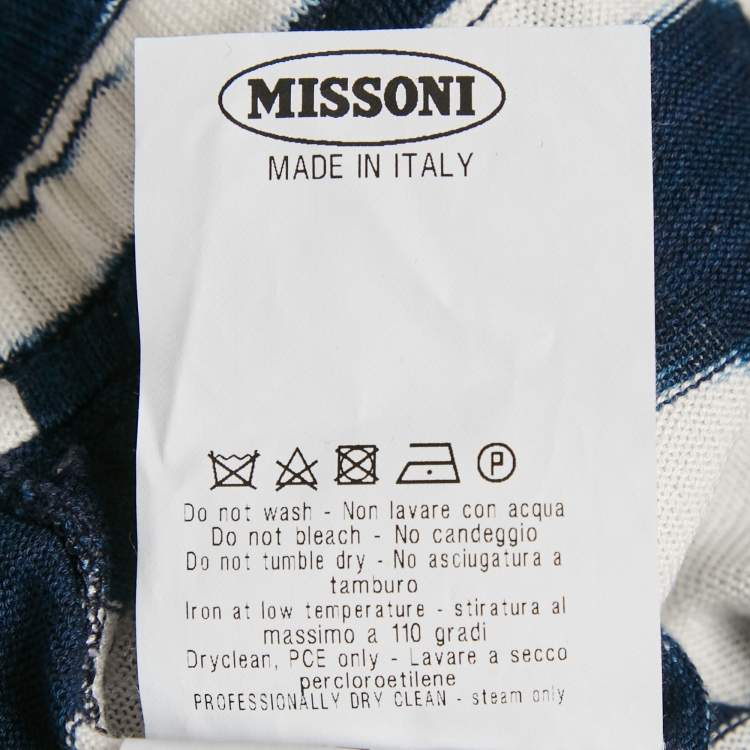 MISSONI
MADE IN ITALY
P
Do not wash - Non lavare con acqua
Do not bleach - No candeggio
Do not tumble dry - No asciugatura a
tamburo
Iron at low temperature - stiratura al
massimo a 110 gradi
Dryclean, PCE only - Lavare a secco
percloroetilene
PROFESSIONALLY DRY CLEAN - steam only